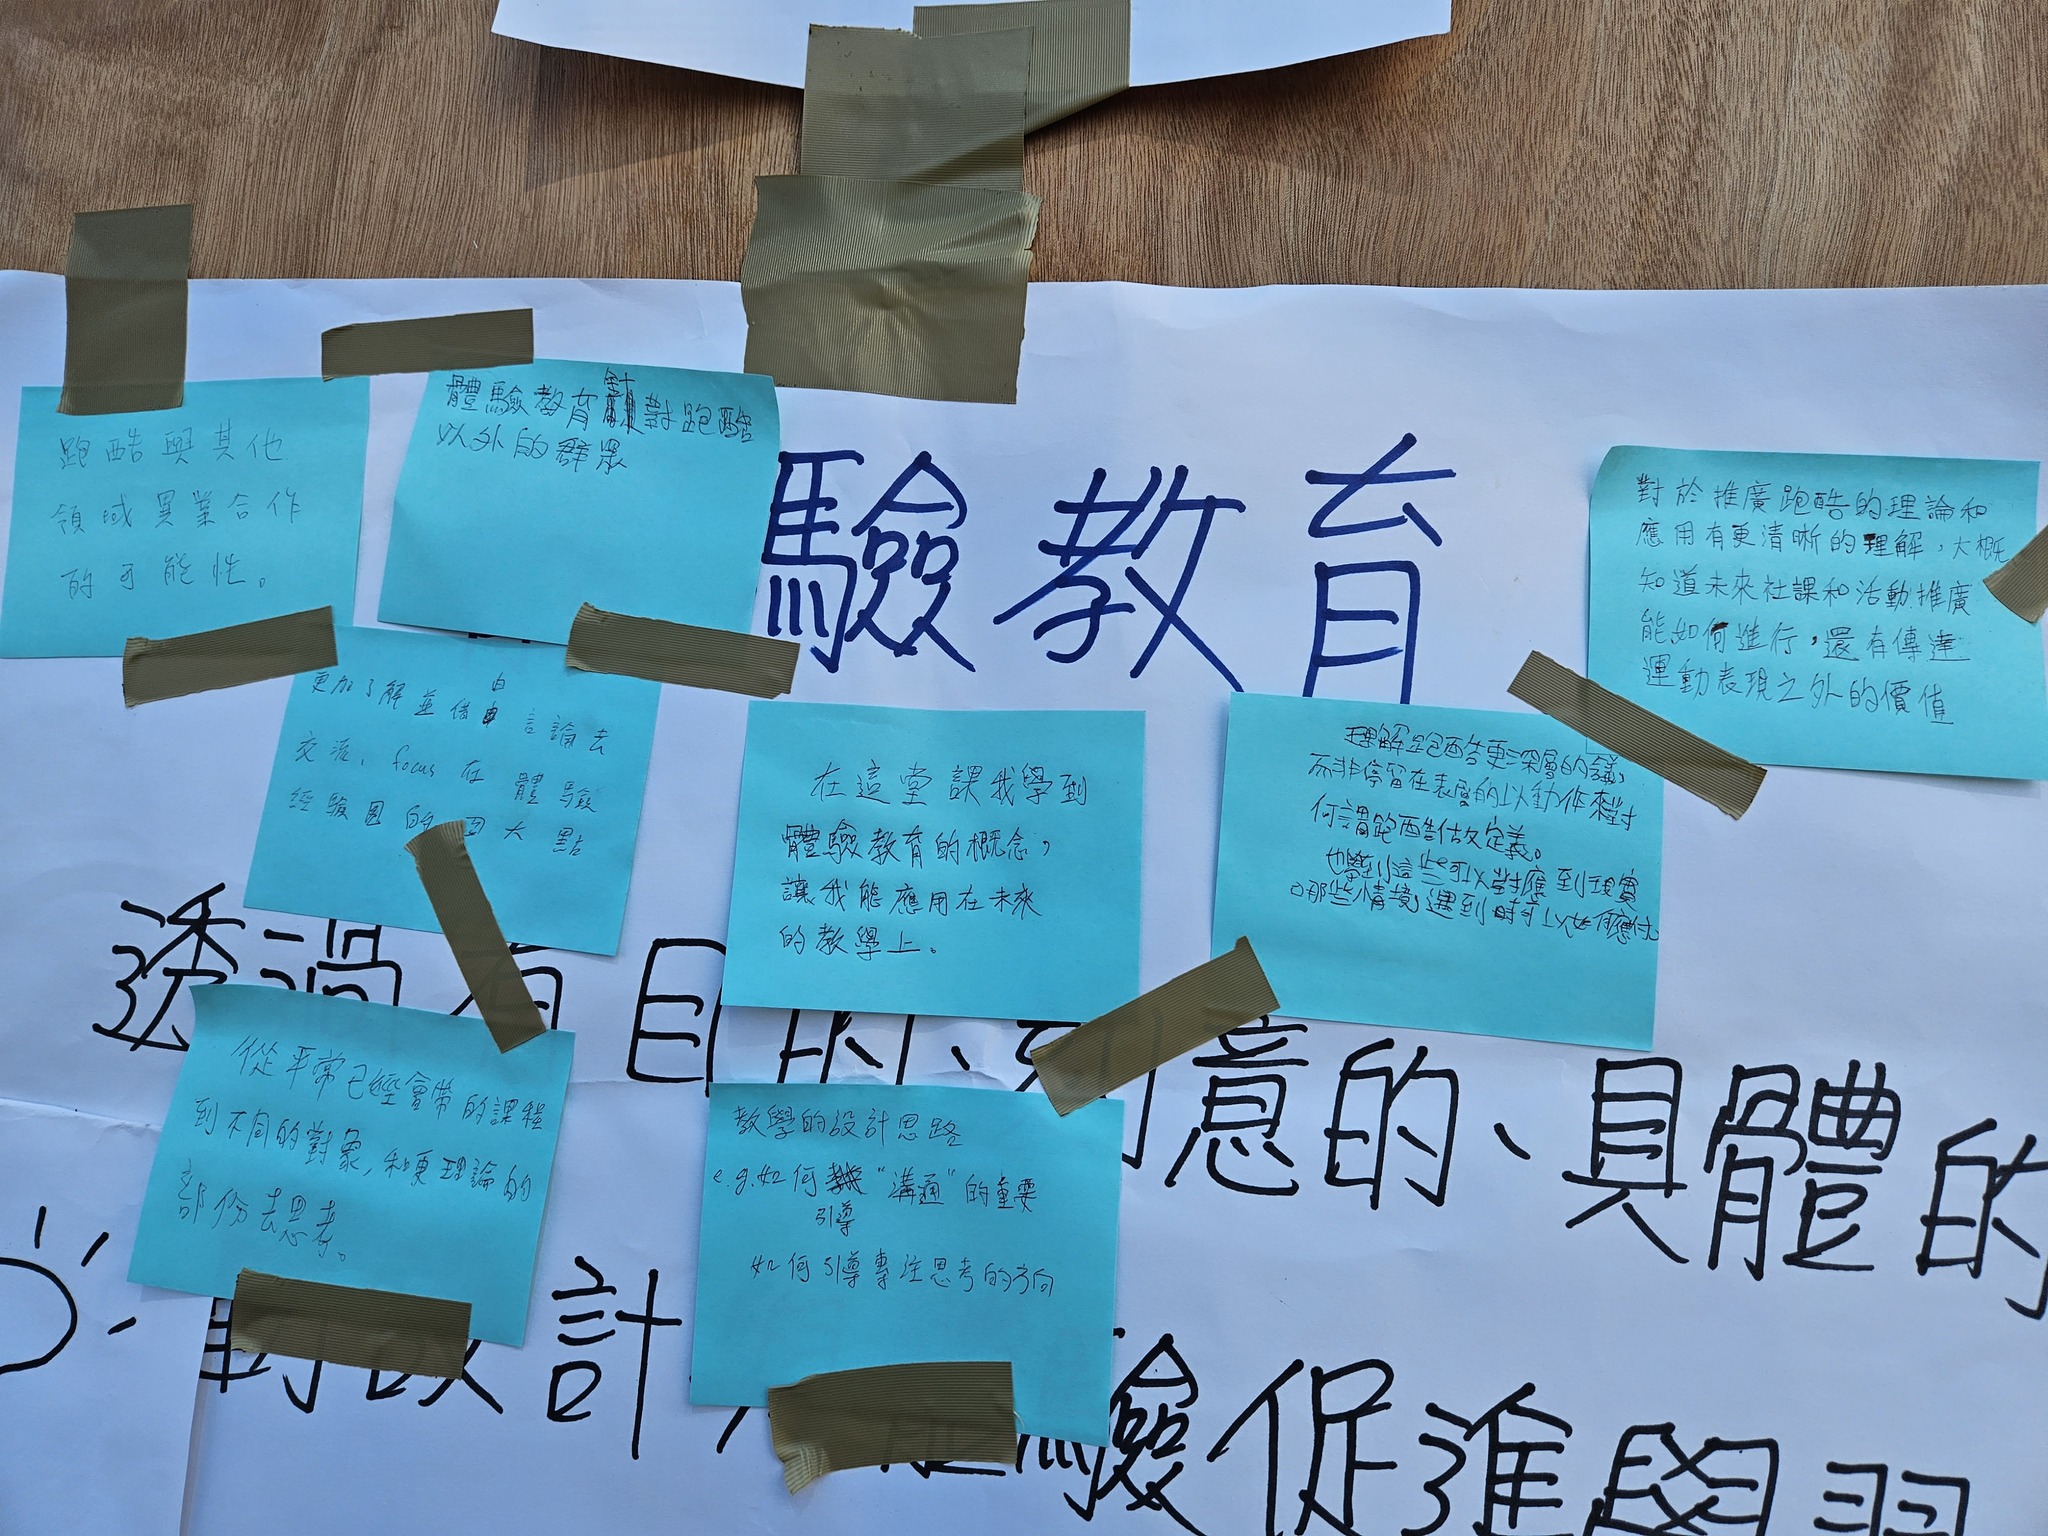 跑酷與其他
領域異業合作
的可能性。
體驗教育針對跑酷
以外的群眾
驗教育
對於推廣跑酷的理論和
應用有更清晰的理解，大概
知道未來社課和活動推廣
能如何進行，還有傳達
運動表現之外的價值
更加了解並借由言論去
交流，focus在體驗
經驗圈的四大點
在這堂課我學到
體驗教育的概念，
讓我能應用在未來
的教學上。
理解跑酷更深層的
而非停留在表層的以動作來對
何謂跑酷做定義。
也學到這些可以對應到現實
哪些情境遇到時可以如何應付
透過有目的、刻意的、具體的
從平常已經會帶的課程
到不同的對象，和更理論的
部份去思考。
教學的設計思路
e.g.如何引導"溝通"的重要
如何引導專注思考的方向
設計
驗促進學習